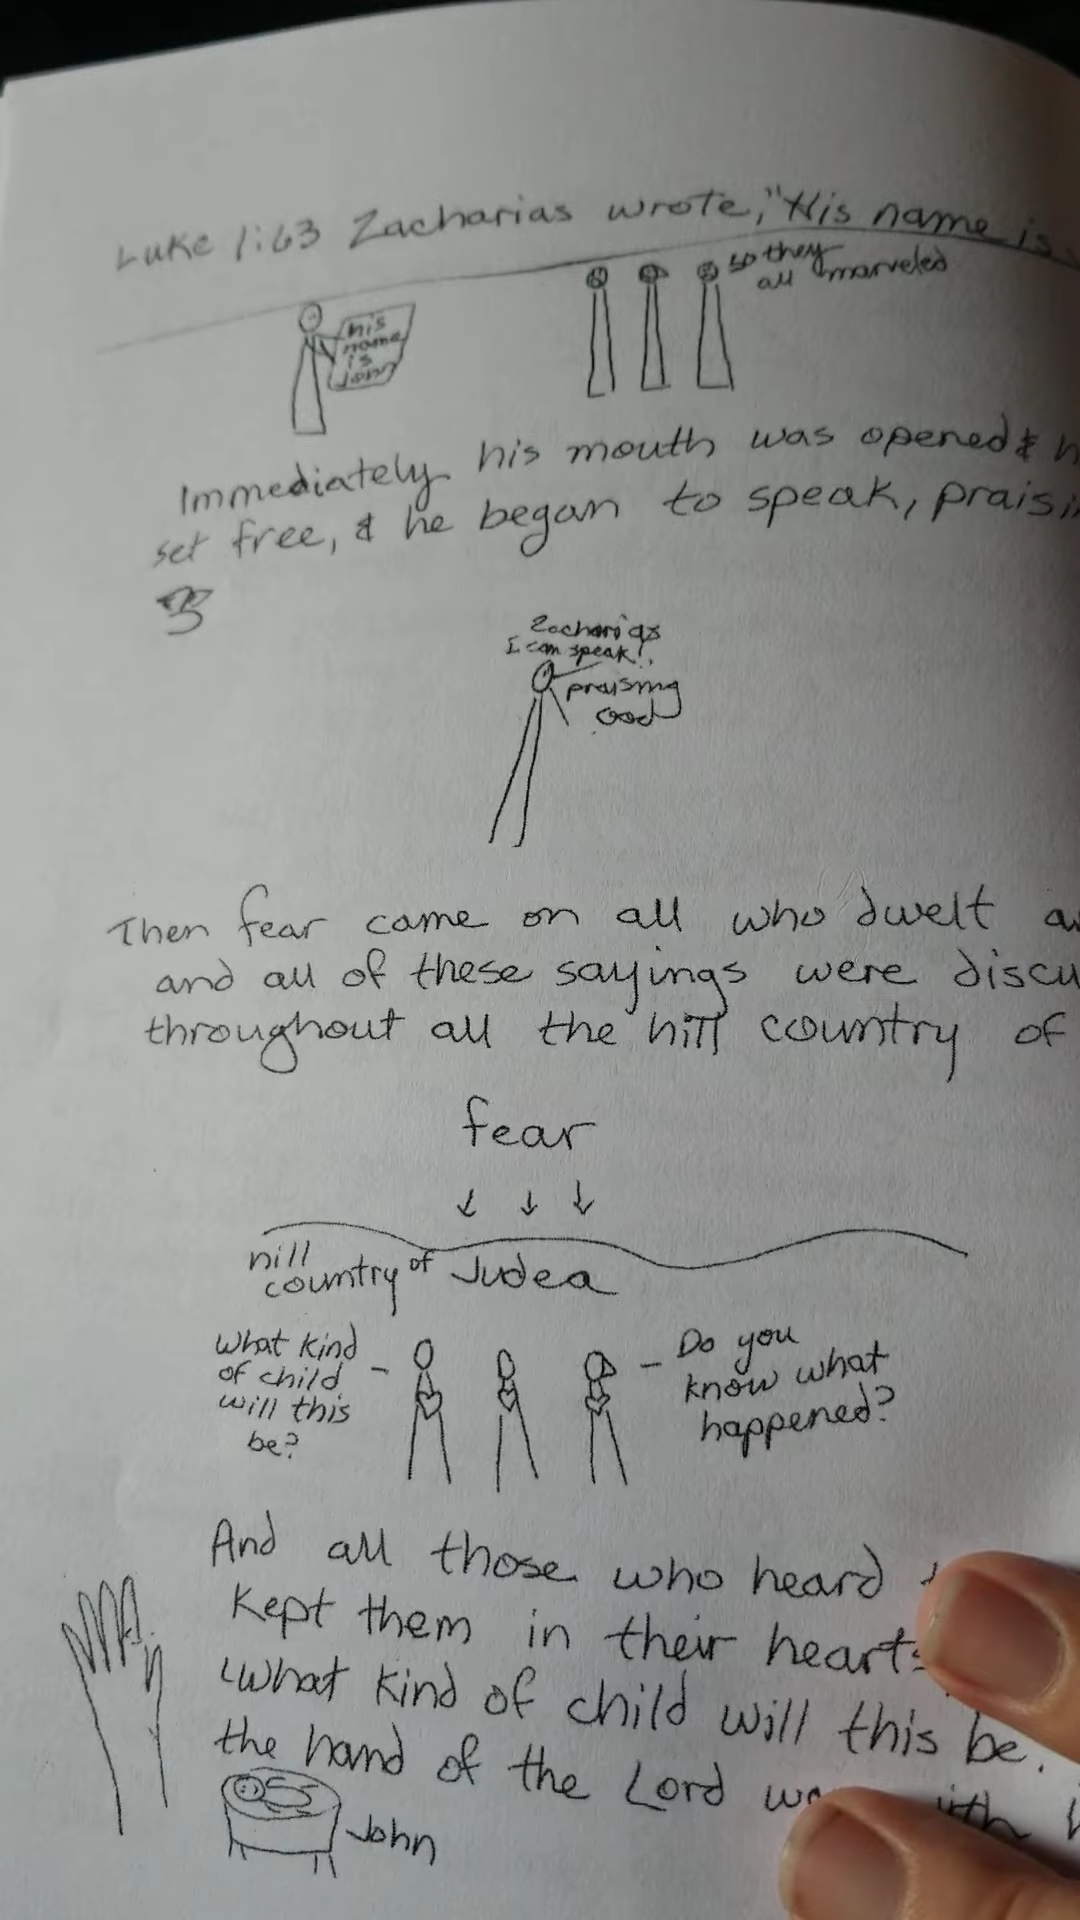 Luke 1:63 Zacharias wrote, "His name is
so they
all marveled
his
name
is
John
Immediately his mouth was opened & h
set free, & he began to speak, praisi
Zacharias
I can speak!
praising
God
Then fear came on all who dwelt a
and all of these sayings were discu
throughout all the hill country of
fear
hill
country of Judea
What kind
of child
will this
be?
Do you
know what
happened?
And all those who heard
kept them in their hearts
"What kind of child will this be.
the hand of the Lord wa with h
John